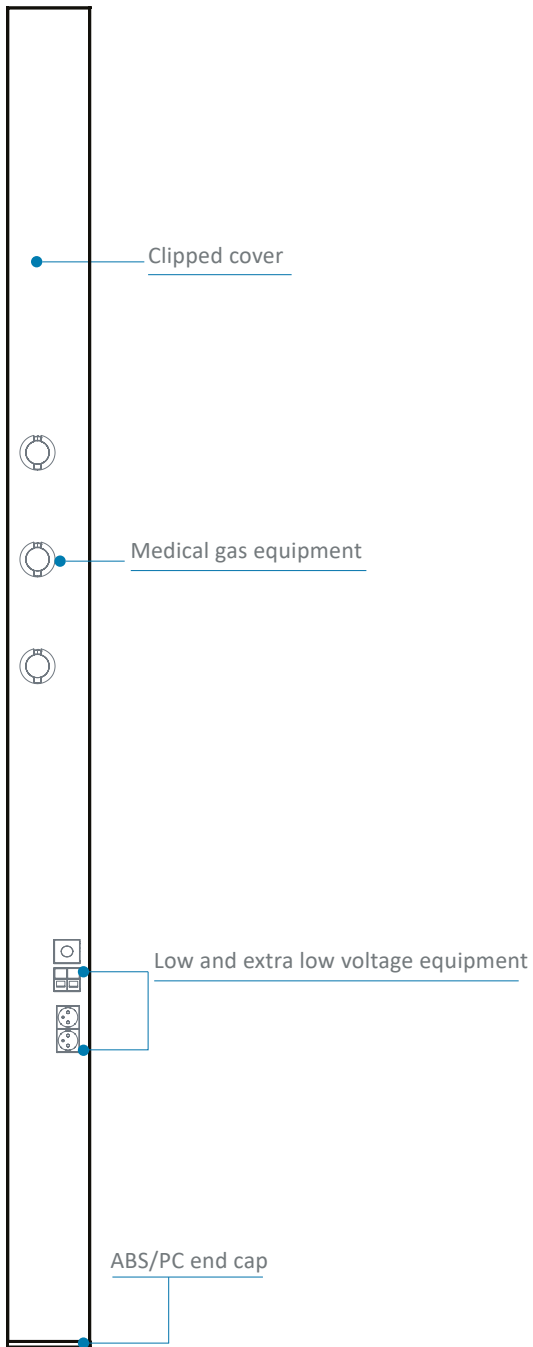 Clipped cover
Medical gas equipment
Low and extra low voltage equipment
ABS/PC end cap